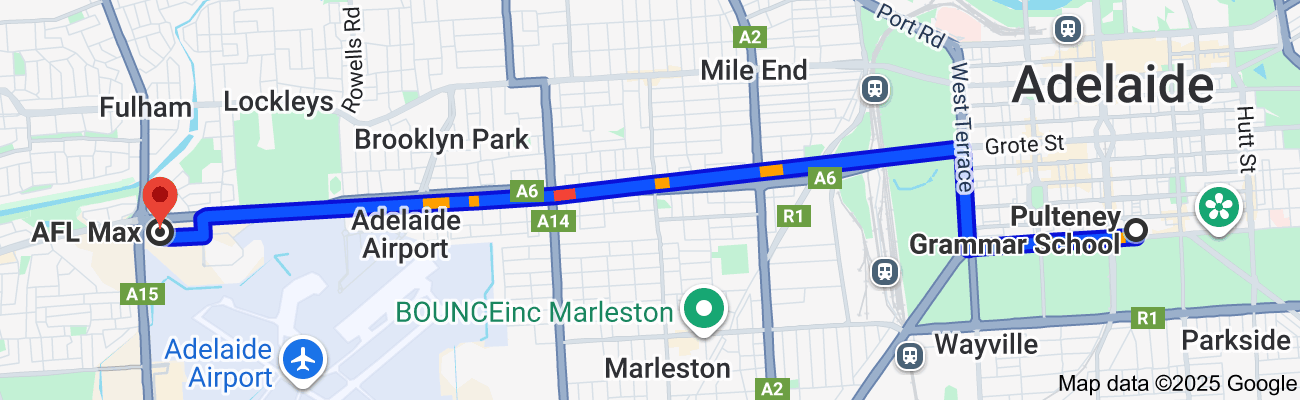 Port Rd
A2
Rowells Rd
Mile End
Adelaide
Fulham
Lockleys
West Terrace
Hutt St
Brooklyn Park
Grote St
A6
A6
AFL Max
Adelaide
Airport
A14
R1
Pulteney
Grammar School
A15
BOUNCEinc Marleston
R1
Adelaide
Airport
Marleston
Wayville
Parkside
A2
Map data ©2025 Google